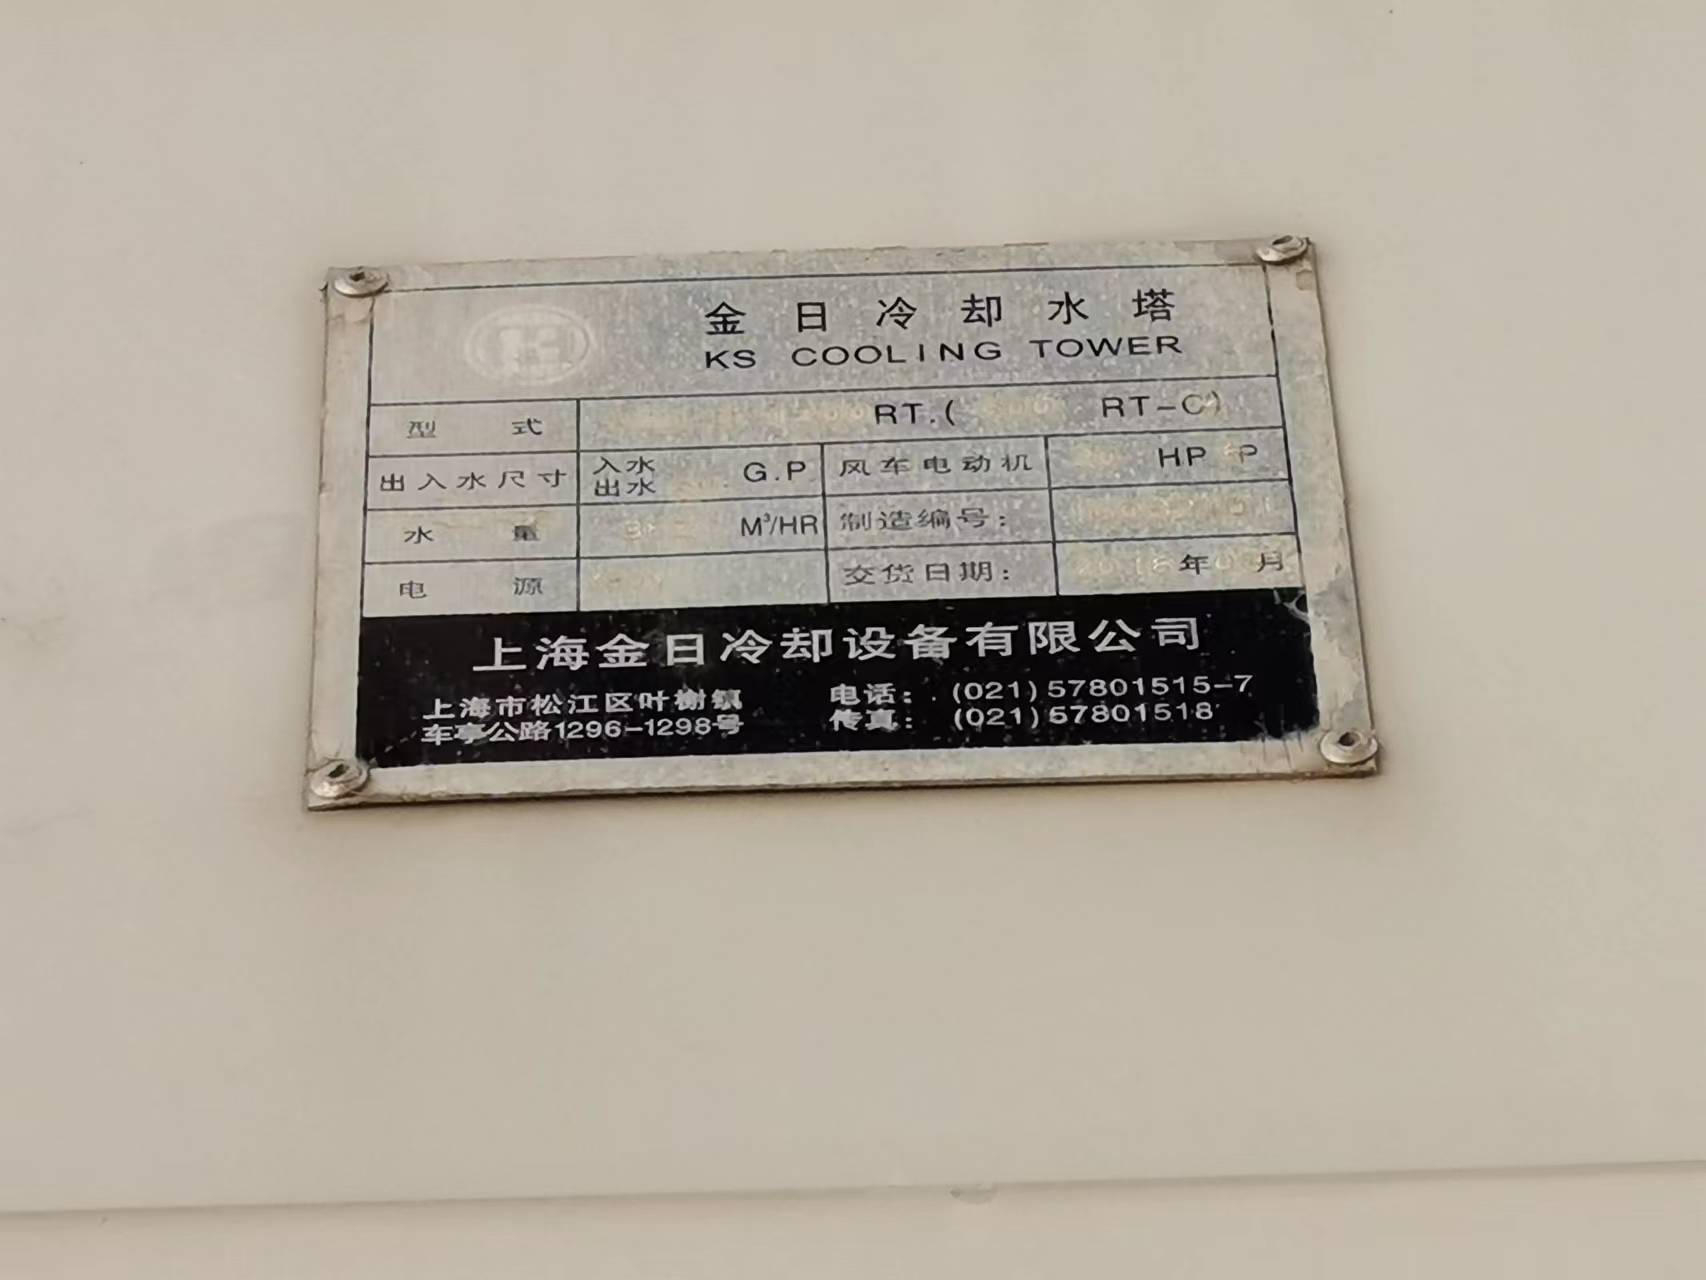 金日冷却水塔
KS COOLING TOWER
型式 RT.( RT-C)
出入水尺寸 入水 出水 G.P 风车电动机 HP P
水量 M³/HR 制造编号:
电源 交货日期: 2018年 月
上海金日冷却设备有限公司
上海市松江区叶榭镇 电话: (021)57801515-7
车亭公路1296-1298号 传真: (021)57801518